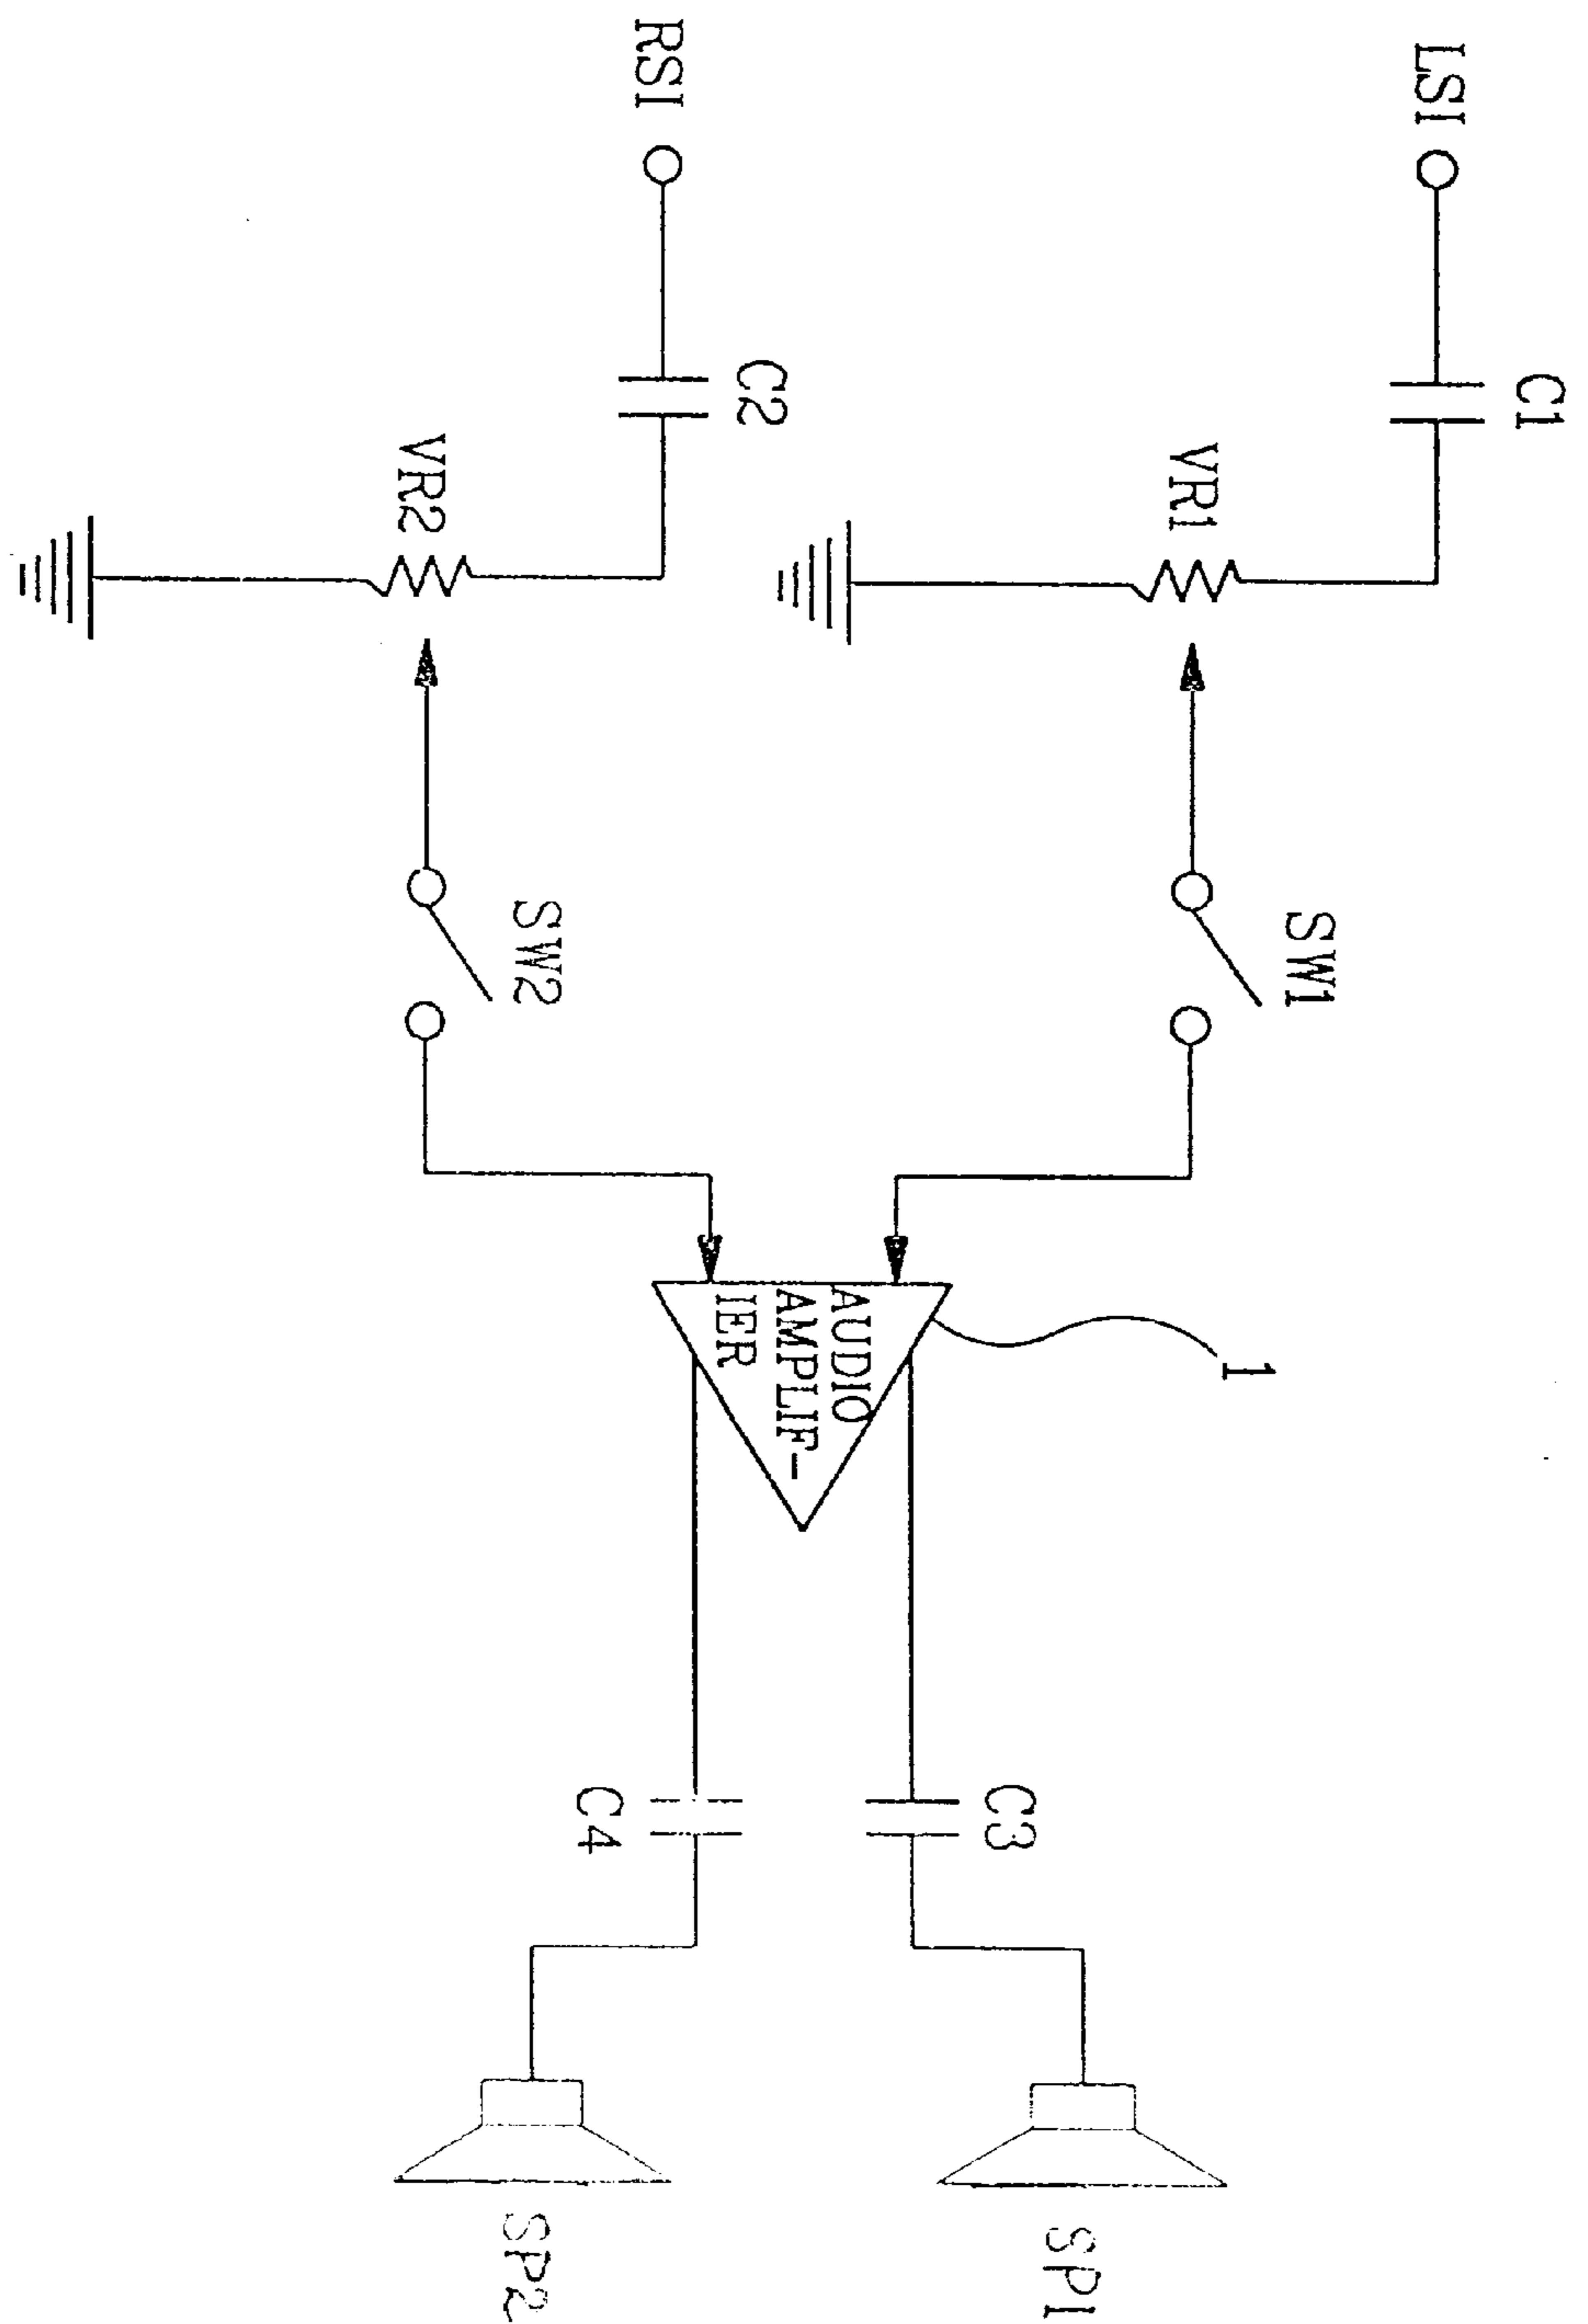 LSI
C1
VR1
SW1
RSI
C2
VR2
SW2
1
AUDIO
AMPLIF-
IER
C3
SP1
C4
SP2